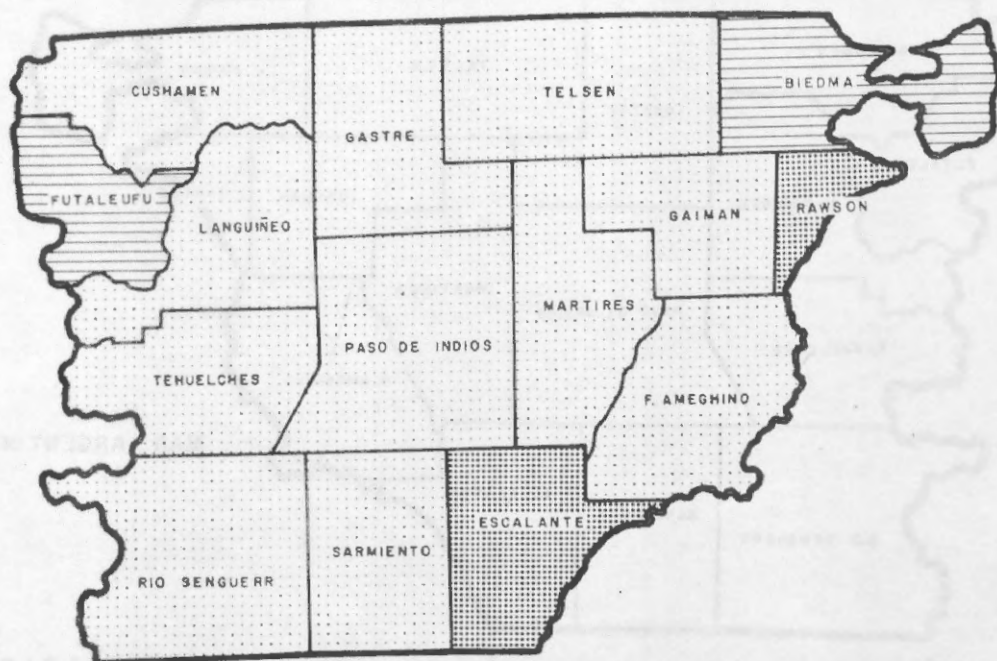 CUSHAMEN
TELSEN
BIEDMA
GASTRE
FUTALEUFU
LANGUIÑEO
GAIMAN
RAWSON
MARTIRES
PASO DE INDIOS
TEHUELCHES
F. AMEGHINO
ESCALANTE
SARMIENTO
RIO SENGUERR